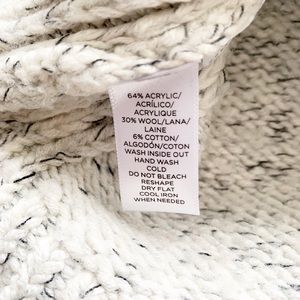 64% ACRYLIC/
ACRÍLICO/
ACRYLIQUE
30% WOOL/LANA/
LAINE
6% COTTON/
ALGODÓN/COTON
WASH INSIDE OUT
HAND WASH
COLD
DO NOT BLEACH
RESHAPE
DRY FLAT
COOL IRON
WHEN NEEDED